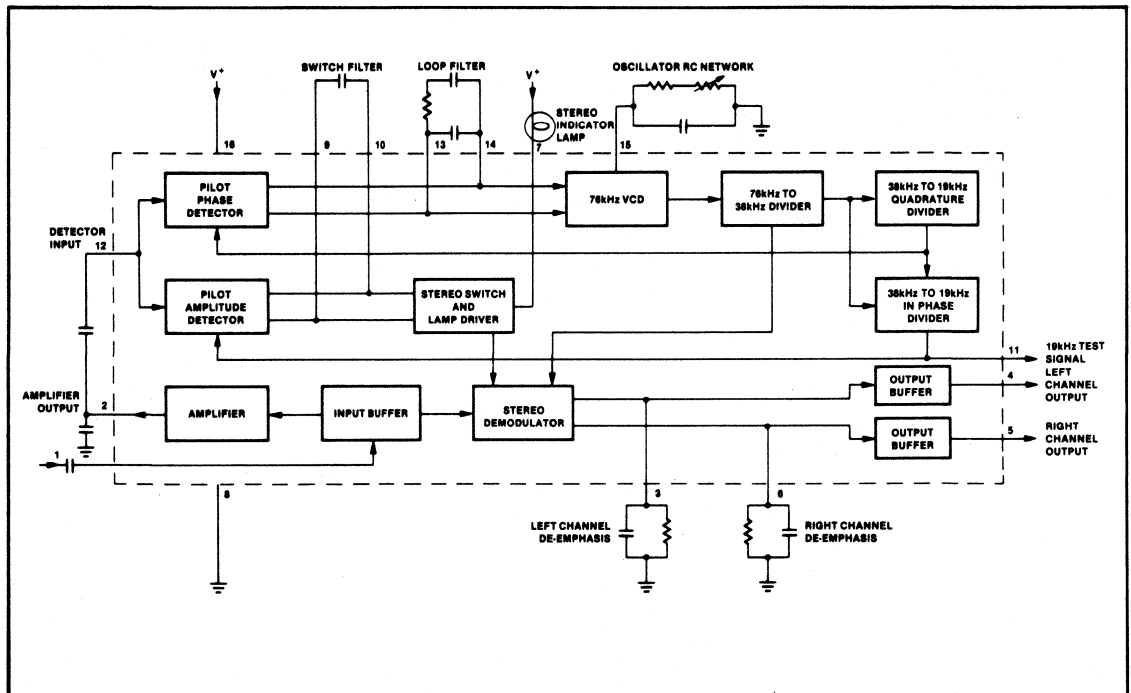 SWITCH FILTER
LOOP FILTER
OSCILLATOR RC NETWORK
V+
V+
STEREO
INDICATOR
LAMP
16
9
10
13
14
7
15
PILOT
PHASE
DETECTOR
76kHz VCD
76kHz TO
38kHz DIVIDER
38kHz TO 19kHz
QUADRATURE
DIVIDER
DETECTOR
INPUT
12
PILOT
AMPLITUDE
DETECTOR
STEREO SWITCH
AND
LAMP DRIVER
38kHz TO 19kHz
IN PHASE
DIVIDER
11
19kHz TEST
SIGNAL
AMPLIFIER
OUTPUT
2
AMPLIFIER
INPUT BUFFER
STEREO
DEMODULATOR
OUTPUT
BUFFER
4
LEFT
CHANNEL
OUTPUT
OUTPUT
BUFFER
5
RIGHT
CHANNEL
OUTPUT
1
8
3
6
LEFT CHANNEL
DE-EMPHASIS
RIGHT CHANNEL
DE-EMPHASIS